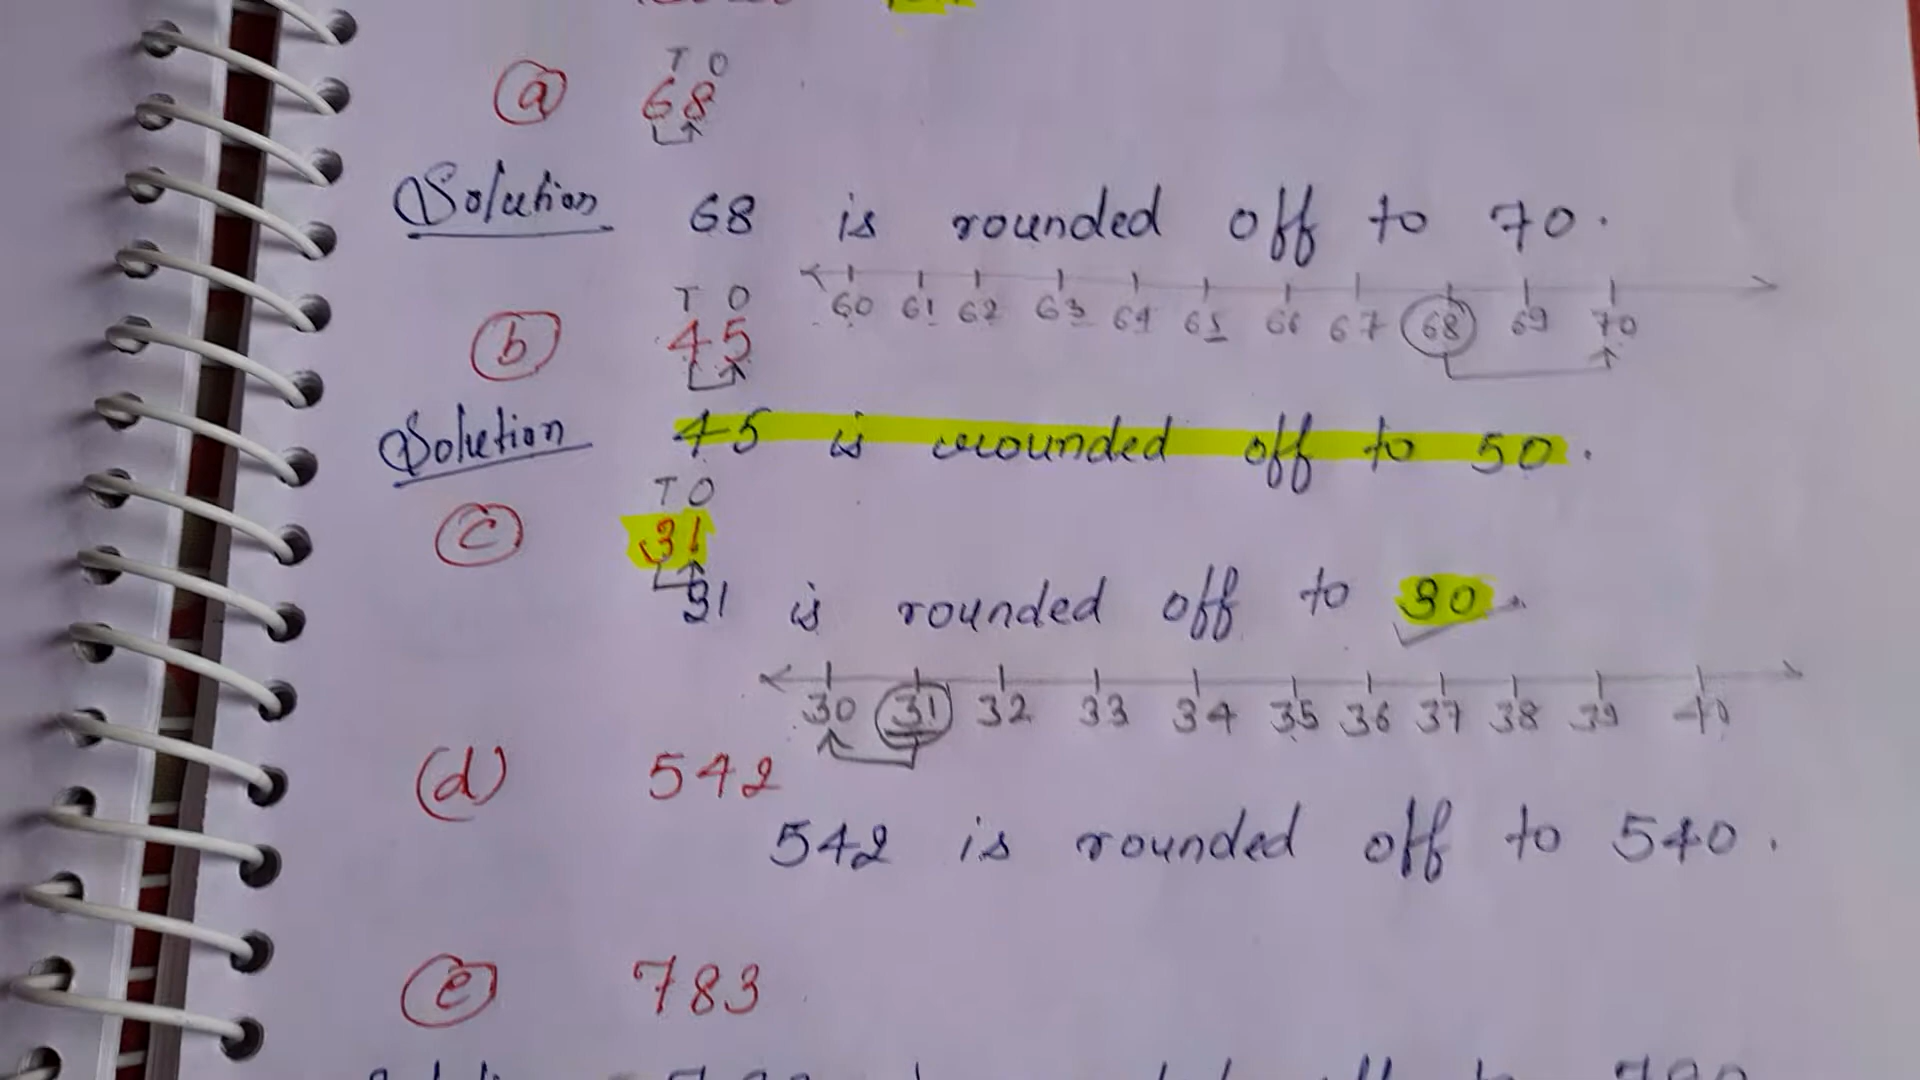 T O
(a) 68
Solution 68 is rounded off to 70.
60 61 62 63 64 65 66 67 68 69 70
T O
(b) 45
Solution 45 is rounded off to 50.
T O
(c) 31
31 is rounded off to 30.
30 31 32 33 34 35 36 37 38 39 40
(d) 542
542 is rounded off to 540.
(e) 783